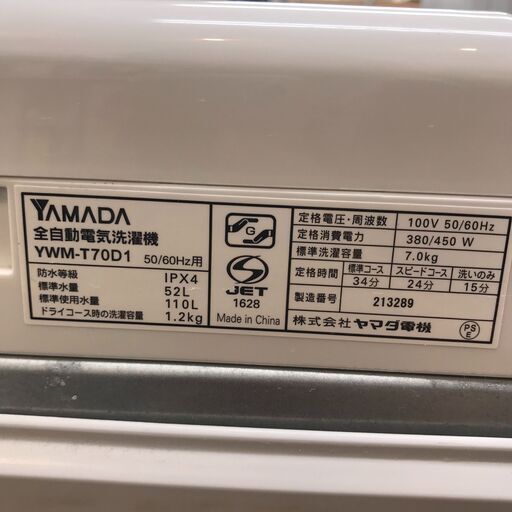 YAMADA
全自動電気洗濯機
YWM-T70D1 50/60Hz用
防水等級 IPX4
標準水量 52L
標準使用水量 110L
ドライコース時の洗濯容量 1.2kg
G
S
JET
1628
Made in China
定格電圧・周波数 100V 50/60Hz
定格消費電力 380/450 W
標準洗濯容量 7.0kg
定格時間 標準コース スピードコース 洗いのみ
34分 24分 15分
製造番号 213289
株式会社 ヤマダ電機
PS
E